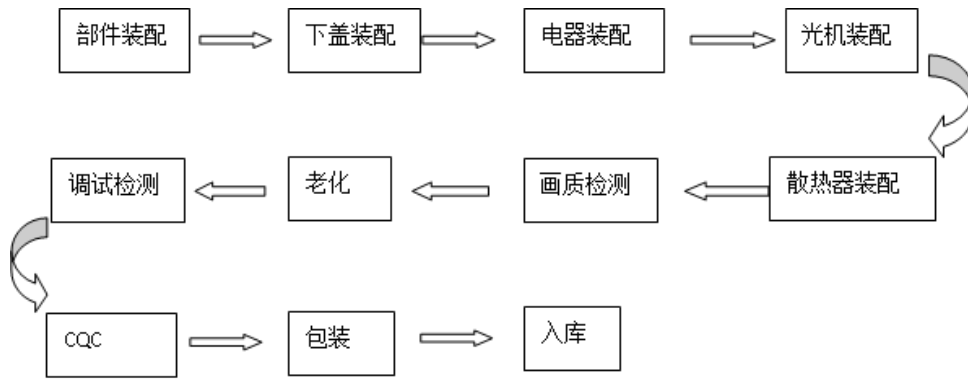 部件装配
下盖装配
电器装配
光机装配
散热器装配
画质检测
老化
调试检测
CQC
包装
入库